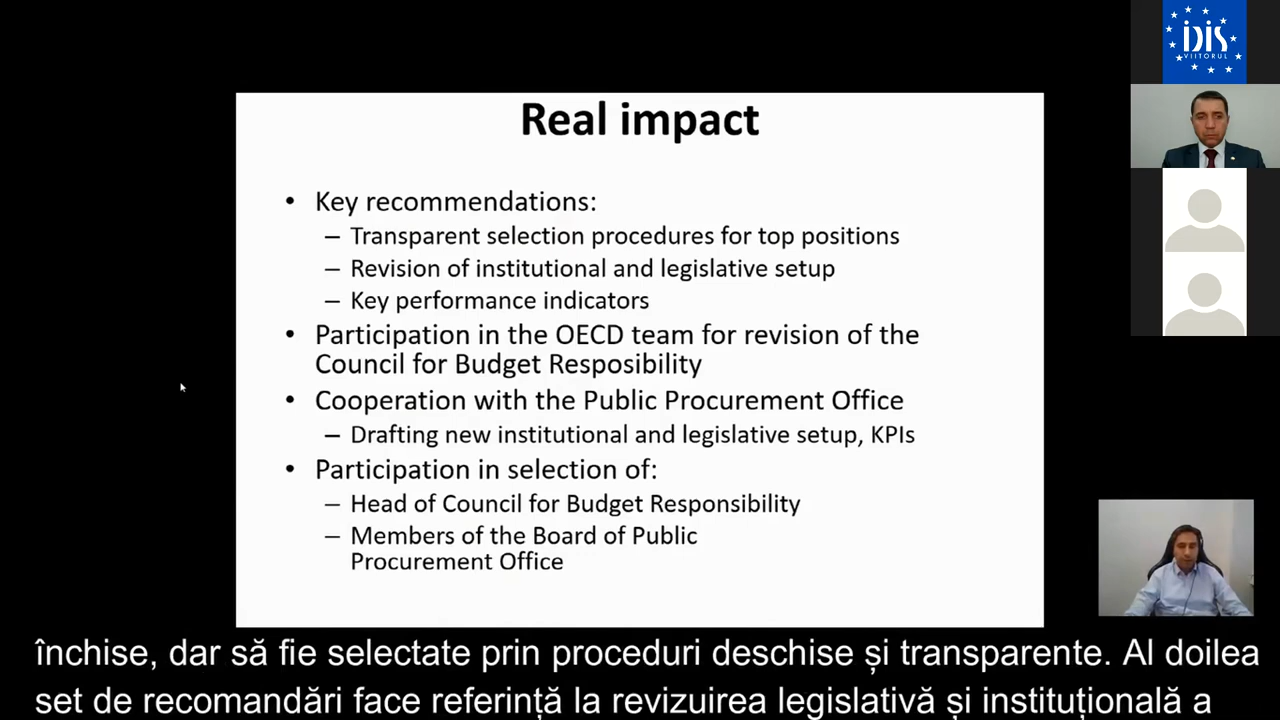 IDIS
VIITORUL
Real impact
• Key recommendations:
– Transparent selection procedures for top positions
– Revision of institutional and legislative setup
– Key performance indicators
• Participation in the OECD team for revision of the
Council for Budget Resposibility
• Cooperation with the Public Procurement Office
– Drafting new institutional and legislative setup, KPIs
• Participation in selection of:
– Head of Council for Budget Responsibility
– Members of the Board of Public
Procurement Office
închise, dar să fie selectate prin proceduri deschise și transparente. Al doilea
set de recomandări face referință la revizuirea legislativă și instituțională a